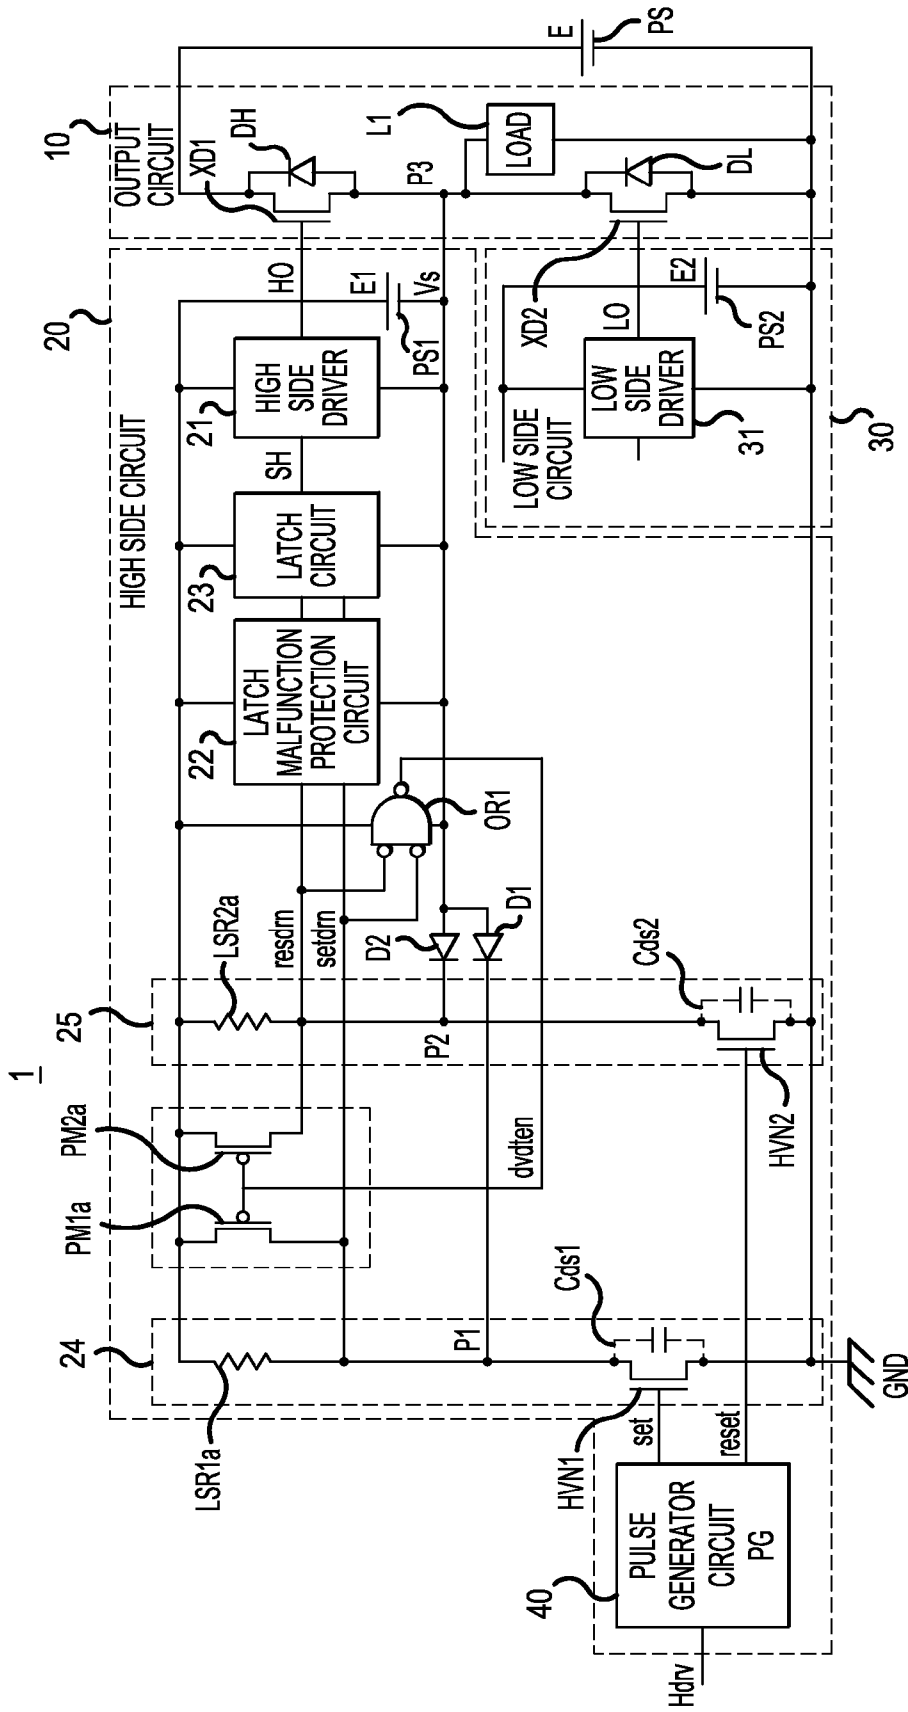 1
HIGH SIDE CIRCUIT
20
OUTPUT
CIRCUIT
10
24
LSR1a
PM1a
PM2a
25
LSR2a
resdrn
setdrn
22
LATCH
MALFUNCTION
PROTECTION
CIRCUIT
23
LATCH
CIRCUIT
SH
21
HIGH
SIDE
DRIVER
HO
E1
PS1
Vs
XD1
DH
P3
L1
LOAD
E
PS
OR1
D2
D1
P2
P1
dvdten
Cds1
Cds2
HVN1
HVN2
set
reset
40
PULSE
GENERATOR
CIRCUIT
PG
Hdrv
GND
LOW SIDE
CIRCUIT
LOW
SIDE
DRIVER
31
LO
XD2
E2
PS2
DL
30